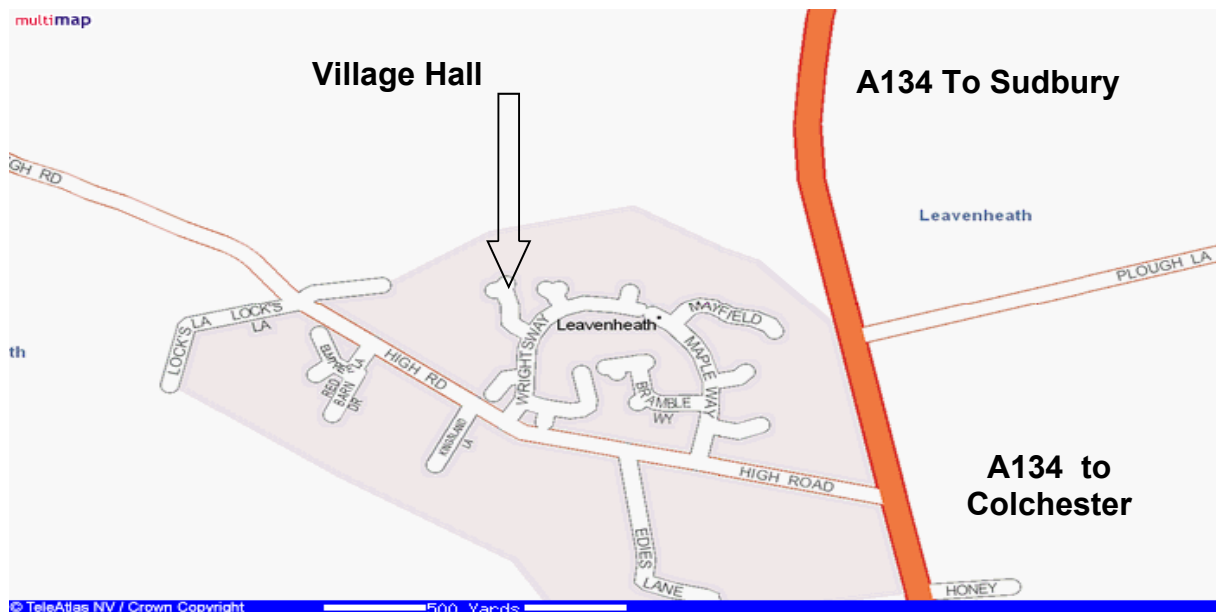 multimap
Village Hall
A134 To Sudbury
GH RD
Leavenheath
PLOUGH LA
LOCK'S LA
LOCK'S
LA
MAYFIELD
Leavenheath
WRIGHTSWAY
MAPLE WAY
th
HIGH RD
LA
RED
BARN
DR
BRAMBLE
WY
LA
A134 to
Colchester
HIGH ROAD
EDIES
LANE
HONEY
© TeleAtlas NV / Crown Copyright
500 Yards